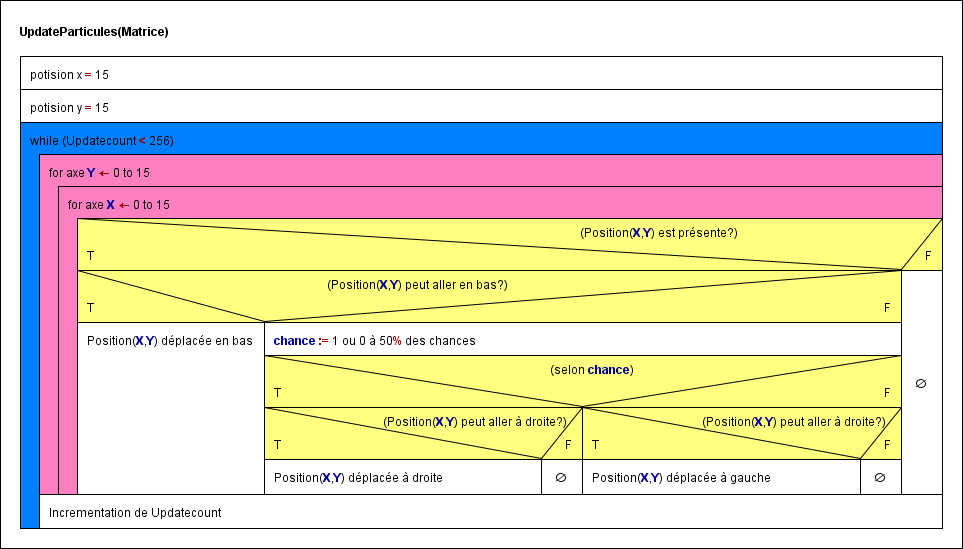 UpdateParticules(Matrice)
potision x = 15
potision y = 15
while (Updatecount < 256)
for axe Y ← 0 to 15
for axe X ← 0 to 15
(Position(X,Y) est présente?)
T F
(Position(X,Y) peut aller en bas?)
T F
Position(X,Y) déplacée en bas
chance := 1 ou 0 à 50% des chances
(selon chance)
T F
∅
(Position(X,Y) peut aller à droite?) (Position(X,Y) peut aller à droite?)
T F T F
Position(X,Y) déplacée à droite ∅ Position(X,Y) déplacée à gauche ∅
Incrementation de Updatecount